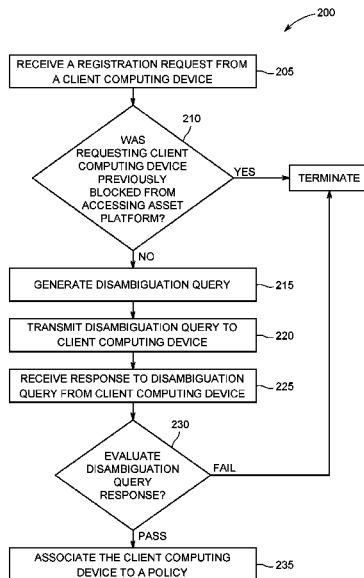 200
RECEIVE A REGISTRATION REQUEST FROM
A CLIENT COMPUTING DEVICE
205
210
WAS
REQUESTING CLIENT
COMPUTING DEVICE
PREVIOUSLY
BLOCKED FROM
ACCESSING ASSET
PLATFORM?
YES
TERMINATE
NO
GENERATE DISAMBIGUATION QUERY
215
TRANSMIT DISAMBIGUATION QUERY TO
CLIENT COMPUTING DEVICE
220
RECEIVE RESPONSE TO DISAMBIGUATION
QUERY FROM CLIENT COMPUTING DEVICE
225
230
EVALUATE
DISAMBIGUATION
QUERY
RESPONSE?
FAIL
PASS
ASSOCIATE THE CLIENT COMPUTING
DEVICE TO A POLICY
235